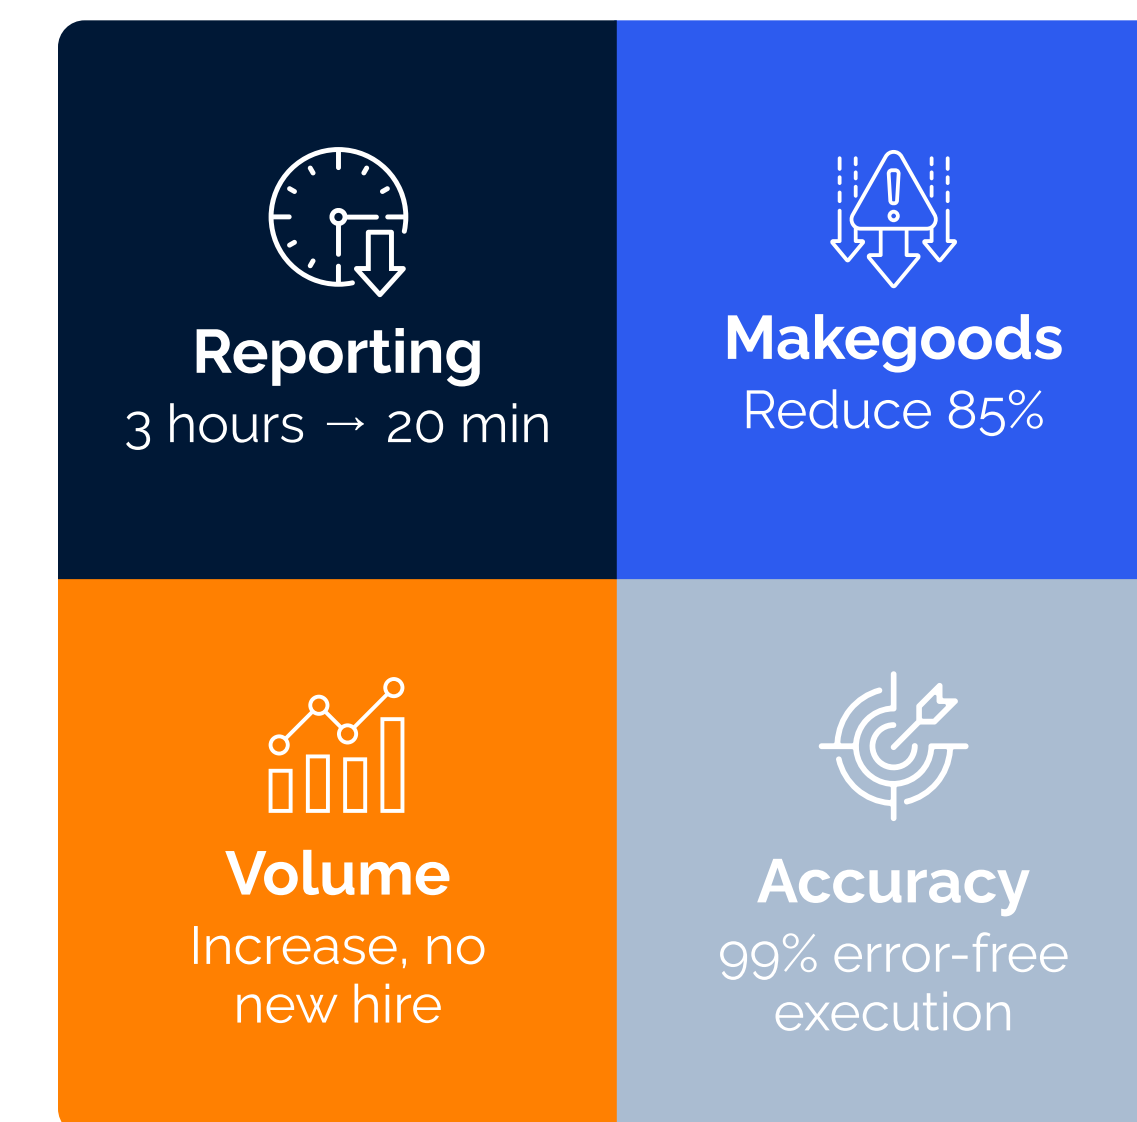 Reporting
3 hours → 20 min
Makegoods
Reduce 85%
Volume
Increase, no
new hire
Accuracy
99% error-free
execution